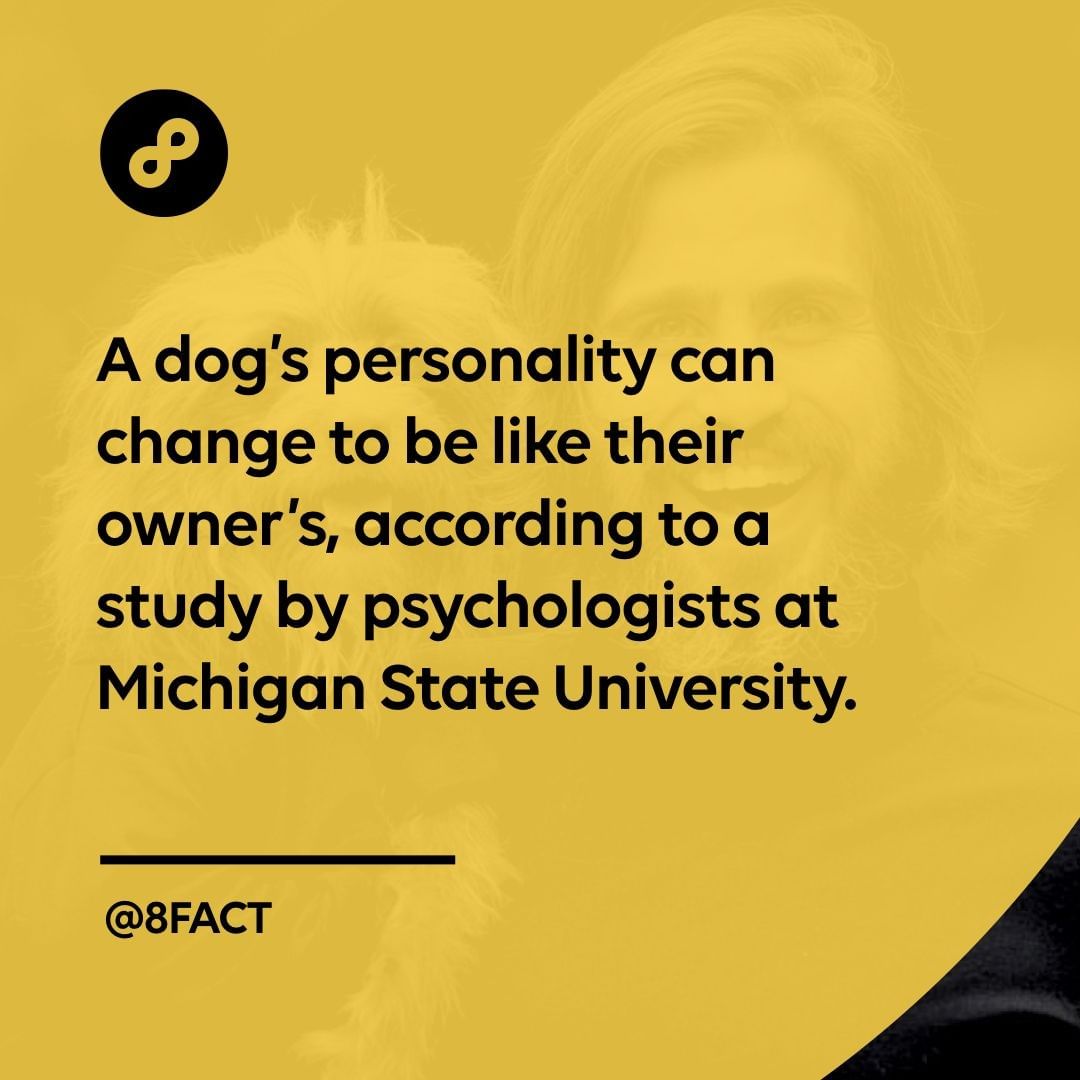 A dog's personality can
change to be like their
owner's, according to a
study by psychologists at
Michigan State University.
@8FACT